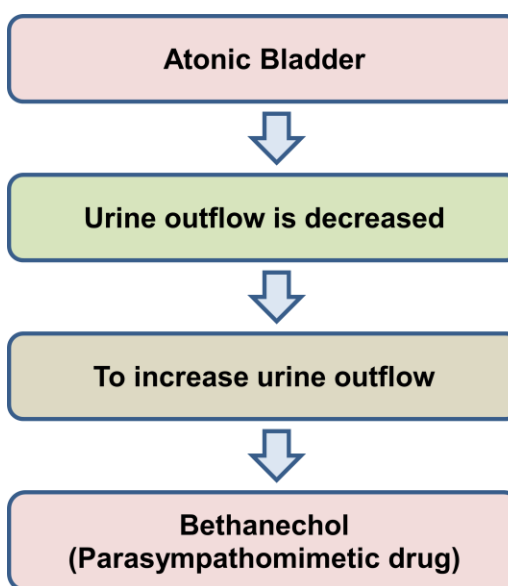 Atonic Bladder
Urine outflow is decreased
To increase urine outflow
Bethanechol
(Parasympathomimetic drug)